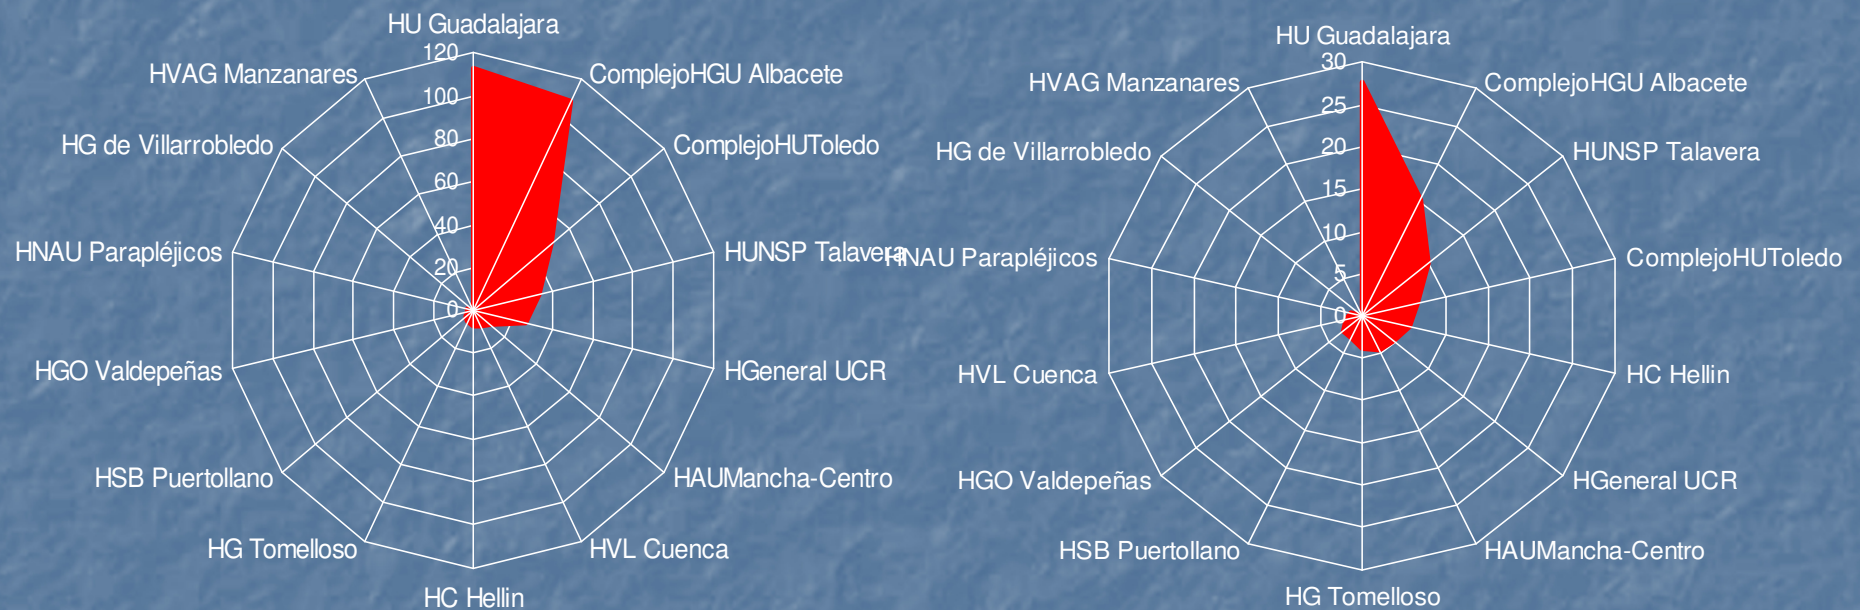 HU Guadalajara
120
HVAG Manzanares
ComplejoHGU Albacete
100
HG de Villarrobledo
80
ComplejoHUToledo
60
40
HNAU Parapléjicos
20
HUNSP Talavera
0
HGO Valdepeñas
HGeneral UCR
HSB Puertollano
HAUMancha-Centro
HG Tomelloso
HVL Cuenca
HC Hellin
HU Guadalajara
30
HVAG Manzanares
ComplejoHGU Albacete
25
HG de Villarrobledo
20
HUNSP Talavera
15
10
HNAU Parapléjicos
5
ComplejoHUToledo
0
HVL Cuenca
HC Hellin
HGO Valdepeñas
HGeneral UCR
HSB Puertollano
HAUMancha-Centro
HG Tomelloso